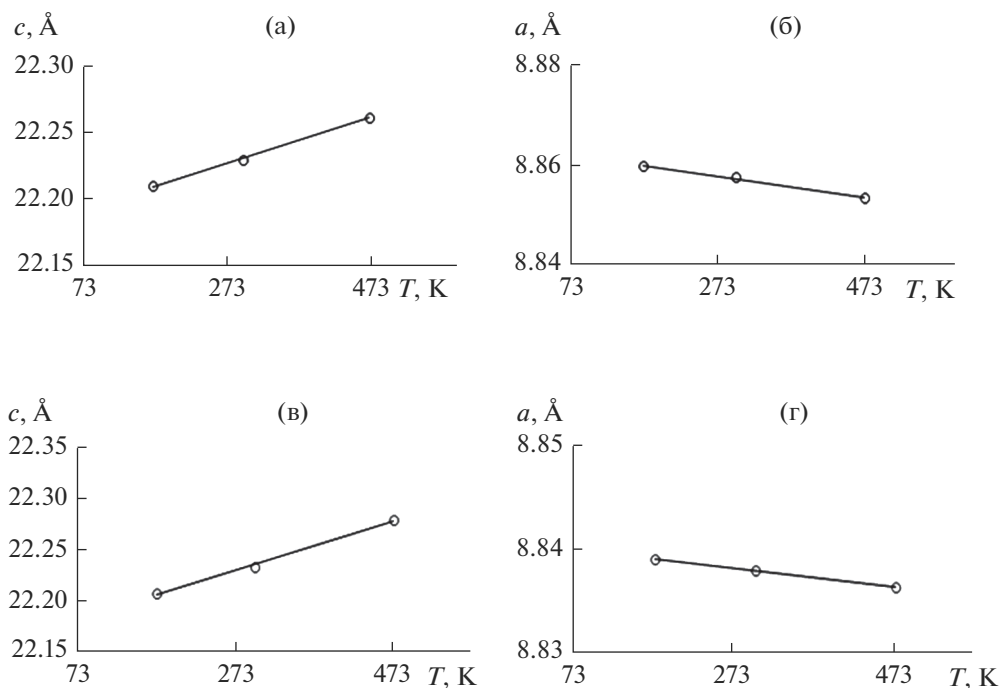 c, Å (а)
22.30
22.25
22.20
22.15
73 273 473 T, K
a, Å (б)
8.88
8.86
8.84
73 273 473 T, K
c, Å (в)
22.35
22.30
22.25
22.20
22.15
73 273 473 T, K
a, Å (г)
8.85
8.84
8.83
73 273 473 T, K